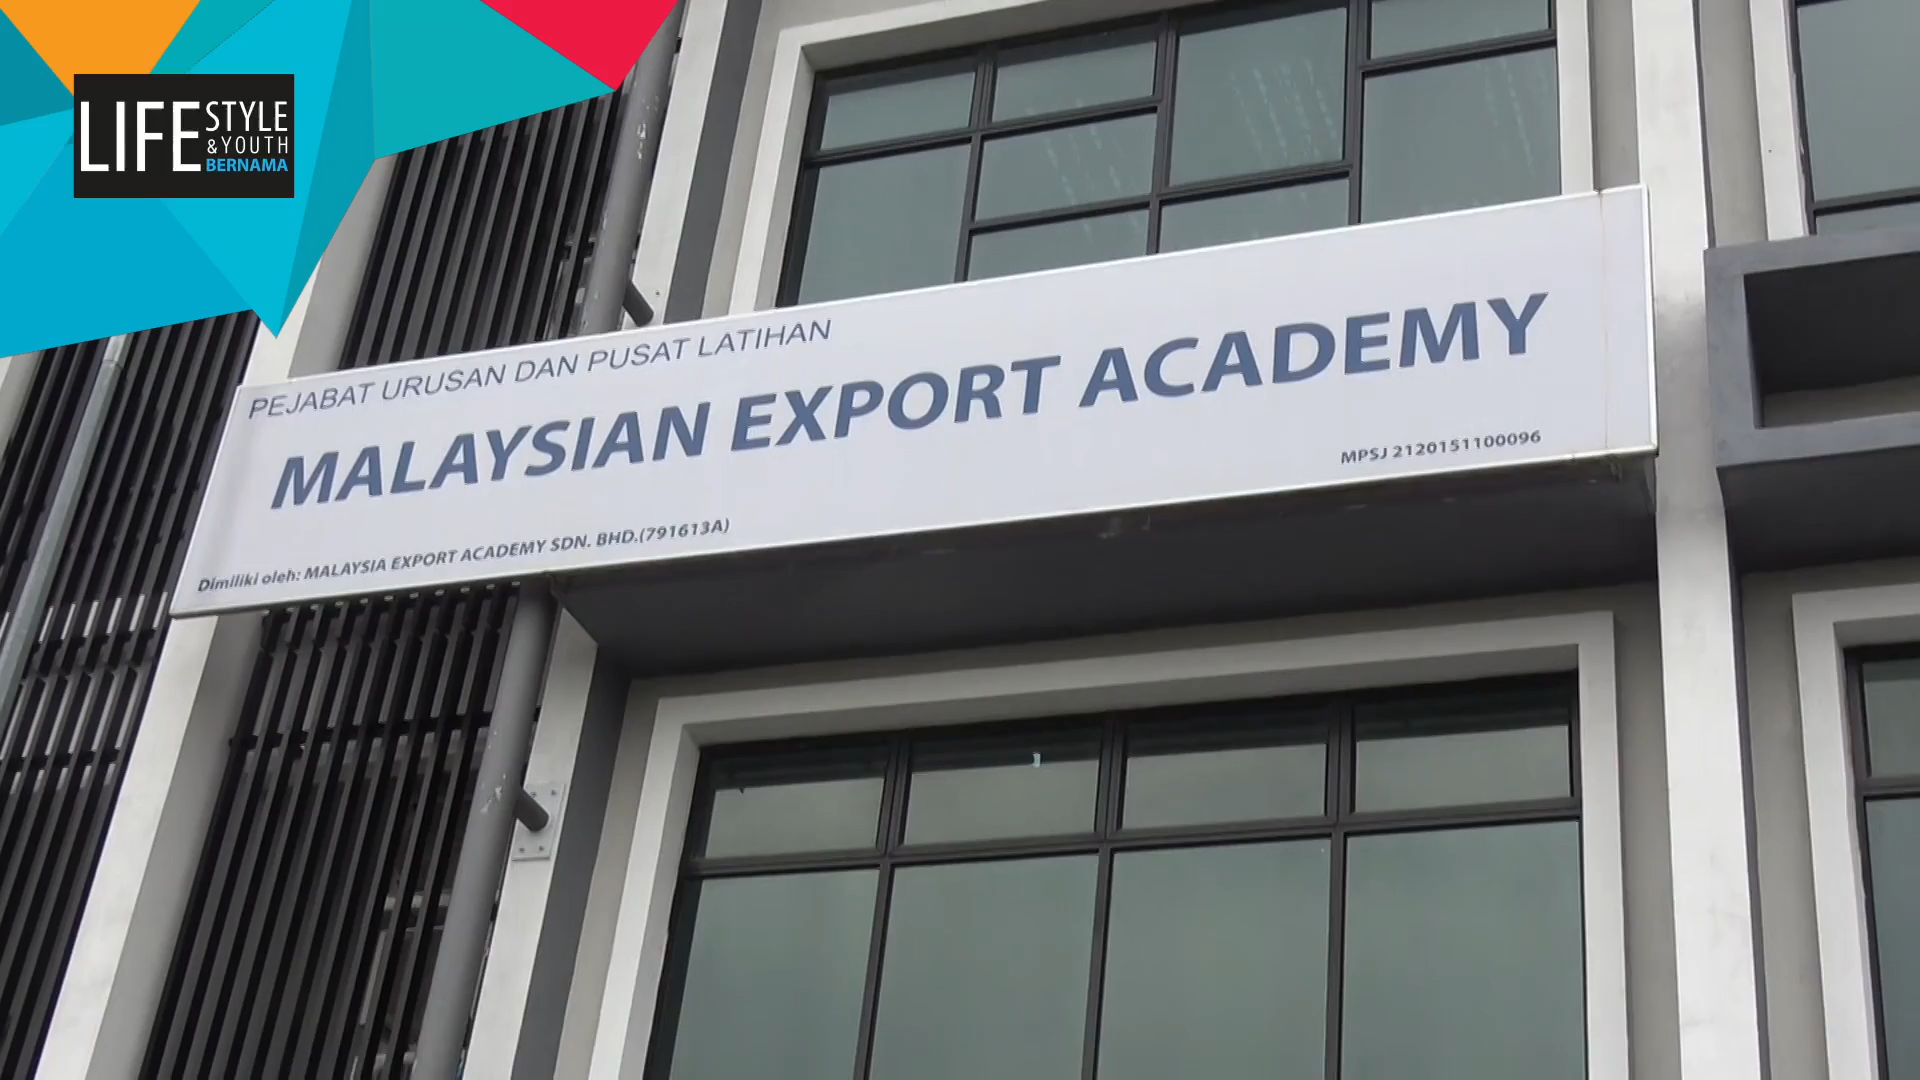 LIFE STYLE
&YOUTH
BERNAMA
PEJABAT URUSAN DAN PUSAT LATIHAN
MALAYSIAN EXPORT ACADEMY
MPSJ 2120151100096
Dimiliki oleh: MALAYSIA EXPORT ACADEMY SDN. BHD.(791613A)